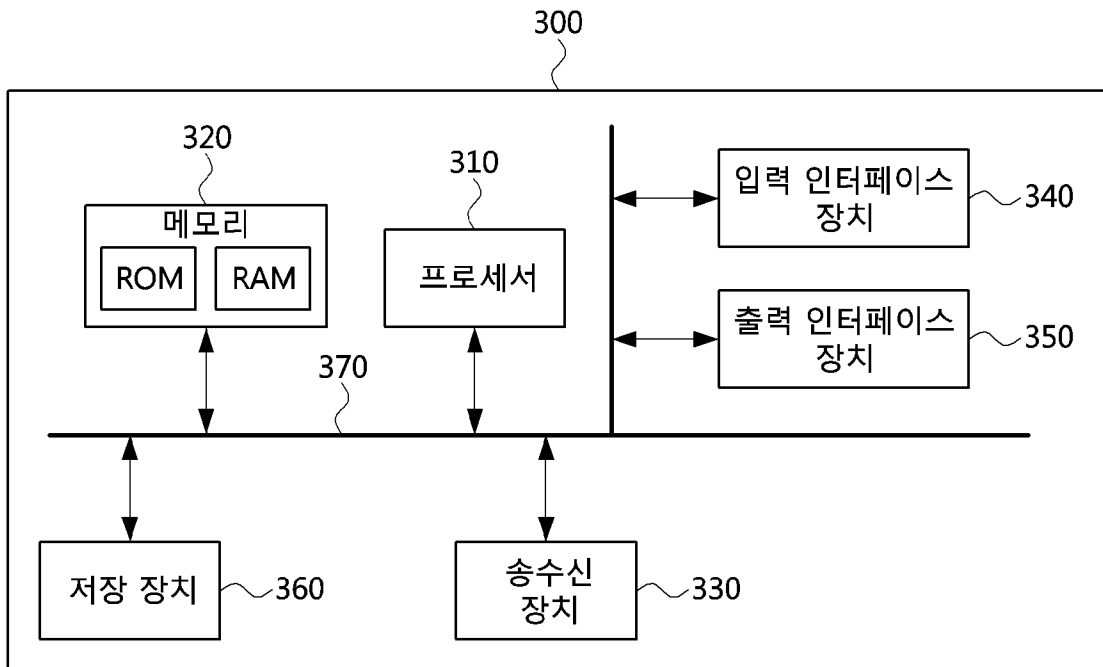 300
320
310
메모리
ROM
RAM
프로세서
입력 인터페이스
장치
340
출력 인터페이스
장치
350
370
저장 장치
360
송수신
장치
330